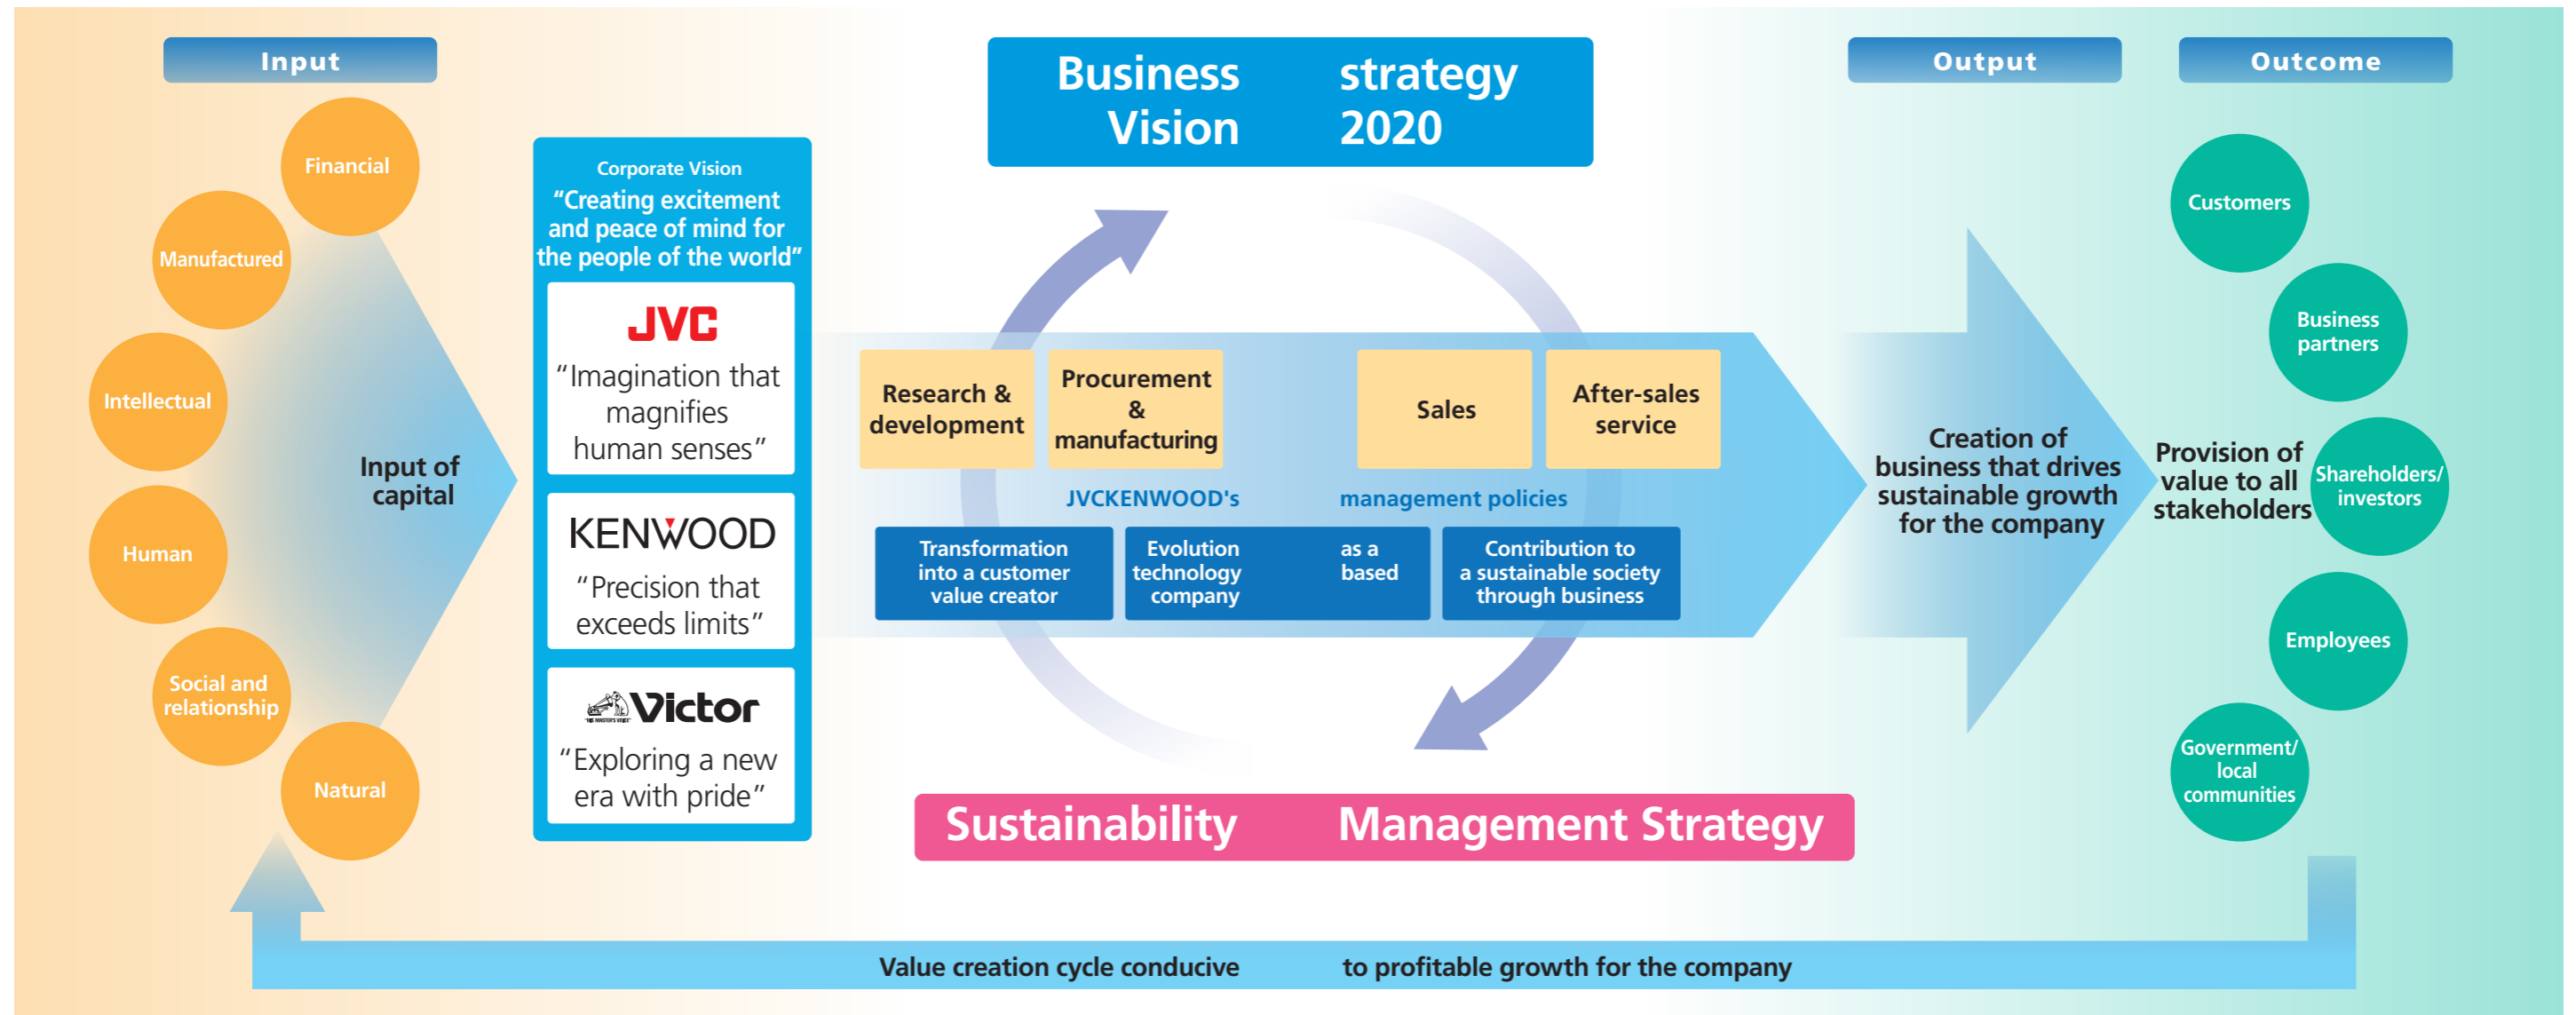 Input
Financial
Manufactured
Intellectual
Human
Social and
relationship
Natural
Input of
capital
Corporate Vision
“Creating excitement
and peace of mind for
the people of the world”
JVC
“Imagination that
magnifies
human senses”
KENWOOD
“Precision that
exceeds limits”
"HIS MASTER'S VOICE"
Victor
“Exploring a new
era with pride”
Business strategy
Vision 2020
Research &
development
Procurement
&
manufacturing
Sales
After-sales
service
JVCKENWOOD's management policies
Transformation
into a customer
value creator
Evolution as a
technology based
company
Contribution to
a sustainable society
through business
Sustainability Management Strategy
Output
Creation of
business that drives
sustainable growth
for the company
Outcome
Provision of
value to all
stakeholders
Customers
Business
partners
Shareholders/
investors
Employees
Government/
local
communities
Value creation cycle conducive to profitable growth for the company